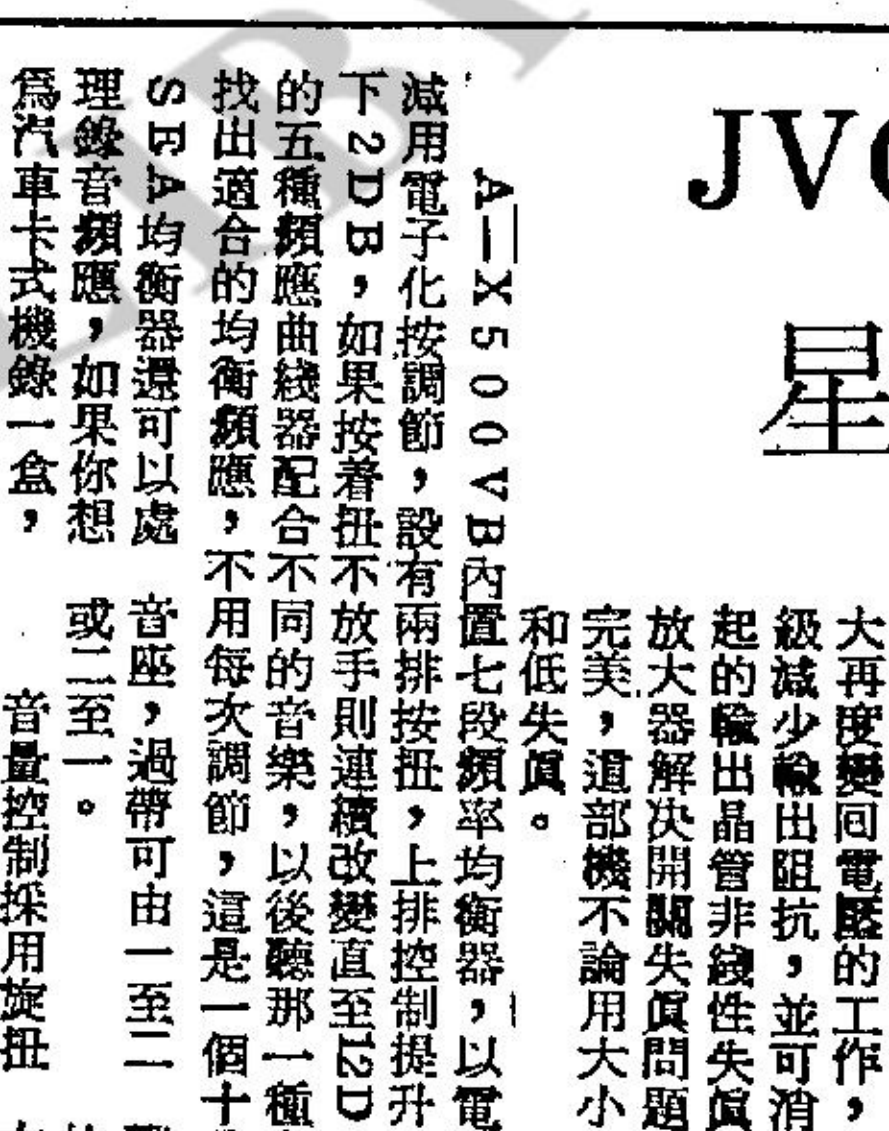 JVC
星
大再度變回電壓的工作，
級減少輸出阻抗，並可消
起的輸出晶管非綫性失眞
放大器解決開關失眞問題
完美，這部機不論用大小
和低失眞。
A—X500VB內置七段頻率均衡器，以電
減用電子化按調節，設有兩排按扭，上排控制提升
下2DB，如果按着扭不放手則連續改變直至12D
的五種頻應曲綫器配合不同的音樂，以後聽那一種
找出適合的均衡頻應，不用每次調節，這是一個十
SEA均衡器還可以處
理錄音頻應，如果你想
爲汽車卡式機錄一盒，
音座，過帶可由一至二
或二至一。
音量控制採用旋扭